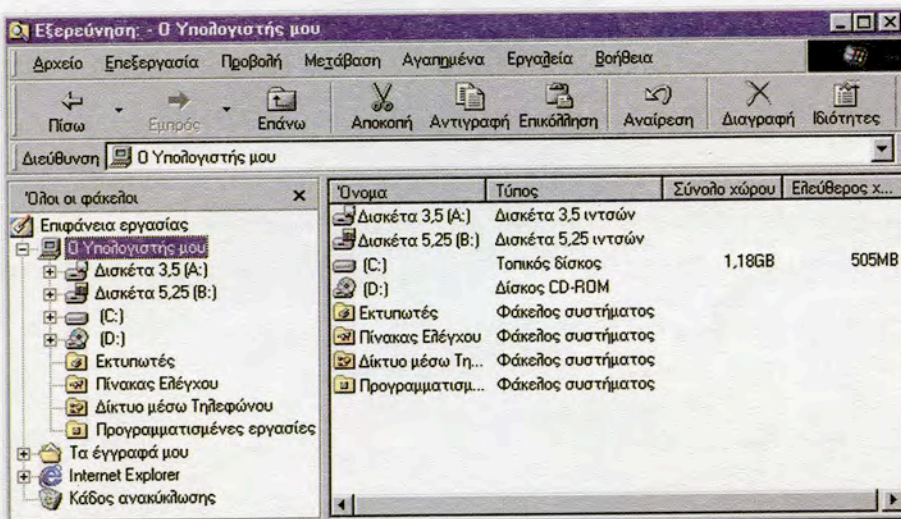 Εξερεύνηση: - Ο Υπολογιστής μου
Αρχείο Επεξεργασία Προβολή Μετάβαση Αγαπημένα Εργαλεία Βοήθεια
Πίσω Εμπρός Επάνω Αποκοπή Αντιγραφή Επικόλληση Αναίρεση Διαγραφή Ιδιότητες
Διεύθυνση Ο Υπολογιστής μου
Όλοι οι φάκελοι
Επιφάνεια εργασίας
Ο Υπολογιστής μου
Δισκέτα 3,5 (A:)
Δισκέτα 5,25 (B:)
(C:)
(D:)
Εκτυπωτές
Πίνακας Ελέγχου
Δίκτυο μέσω Τηλεφώνου
Προγραμματισμένες εργασίες
Τα έγγραφά μου
Internet Explorer
Κάδος ανακύκλωσης
Όνομα Τύπος Σύνολο χώρου Ελεύθερος χ...
Δισκέτα 3,5 (A:) Δισκέτα 3,5 ιντσών
Δισκέτα 5,25 (B:) Δισκέτα 5,25 ιντσών
(C:) Τοπικός δίσκος 1,18GB 505MB
(D:) Δίσκος CD-ROM
Εκτυπωτές Φάκελος συστήματος
Πίνακας Ελέγχου Φάκελος συστήματος
Δίκτυο μέσω Τη... Φάκελος συστήματος
Προγραμματισμ... Φάκελος συστήματος